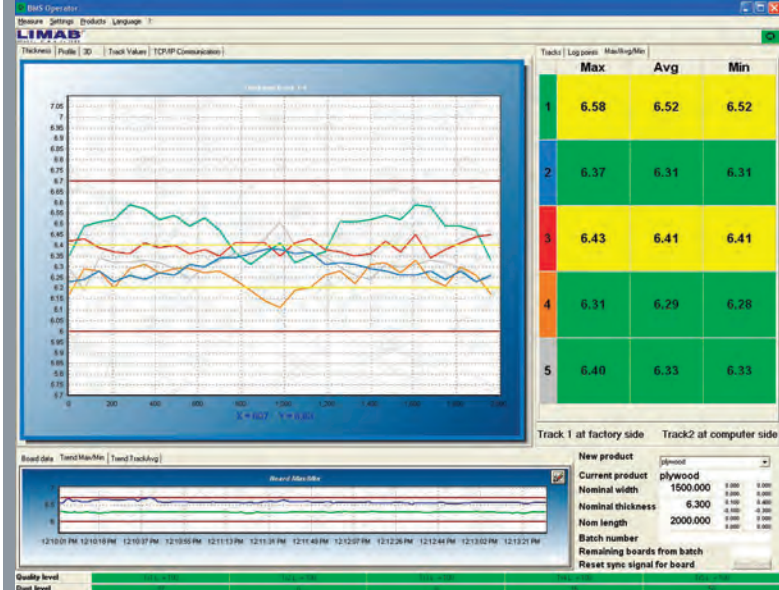 BMS Operator
Measure Settings Products Language ?
LIMAB
Thickness Profile 3D Track Values TCP/IP Communication
Tracks Log points Max/Avg/Min
Max Avg Min
1 6.58 6.52 6.52
2 6.37 6.31 6.31
3 6.43 6.41 6.41
4 6.31 6.29 6.28
5 6.40 6.33 6.33
7.05
7
6.95
6.9
6.85
6.8
6.75
6.7
6.65
6.6
6.55
6.5
6.45
6.4
6.35
6.3
6.25
6.2
6.15
6.1
6.05
6
5.95
5.9
5.85
5.8
5.75
5.7
0 200 400 600 800 1,000 1,200 1,400 1,600 1,800 2,000
Track 1 at factory side Track2 at computer side
Board data Trend Max/Min Trend TrackAvg
Board Max/Min
7
6.5
6
12:10:01 PM 12:10:18 PM 12:10:37 PM 12:10:55 PM 12:11:13 PM 12:11:31 PM 12:11:49 PM 12:12:07 PM 12:12:26 PM 12:12:44 PM 12:13:02 PM 12:13:21 PM
New product plywood
Current product plywood
Nominal width 1500.000
Nominal thickness 6.300
Nom length 2000.000
Batch number
Remaining boards from batch
Reset sync signal for board
Quality level
Dust level